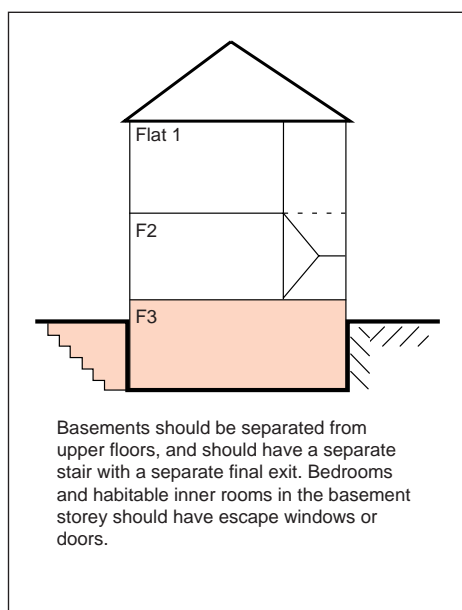 Flat 1
F2
F3
Basements should be separated from
upper floors, and should have a separate
stair with a separate final exit. Bedrooms
and habitable inner rooms in the basement
storey should have escape windows or
doors.